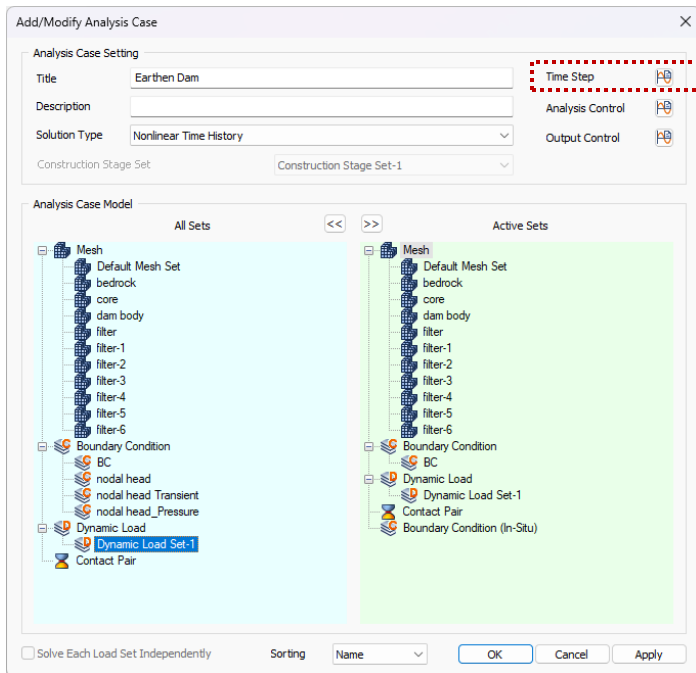 Add/Modify Analysis Case
Analysis Case Setting
Title Earthen Dam Time Step
Description Analysis Control
Solution Type Nonlinear Time History Output Control
Construction Stage Set Construction Stage Set-1
Analysis Case Model
All Sets << >> Active Sets
Mesh Mesh
Default Mesh Set Default Mesh Set
bedrock bedrock
core core
dam body dam body
filter filter
filter-1 filter-1
filter-2 filter-2
filter-3 filter-3
filter-4 filter-4
filter-5 filter-5
filter-6 filter-6
Boundary Condition Boundary Condition
BC BC
nodal head Dynamic Load
nodal head Transient Dynamic Load Set-1
nodal head_Pressure Contact Pair
Dynamic Load Boundary Condition (In-Situ)
Dynamic Load Set-1
Contact Pair
Solve Each Load Set Independently Sorting Name OK Cancel Apply